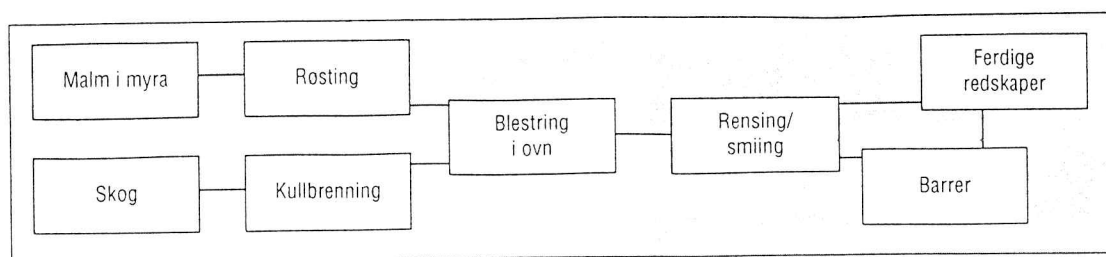 Malm i myra
Røsting
Ferdige
redskaper
Blestring
i ovn
Rensing/
smiing
Skog
Kullbrenning
Barrer